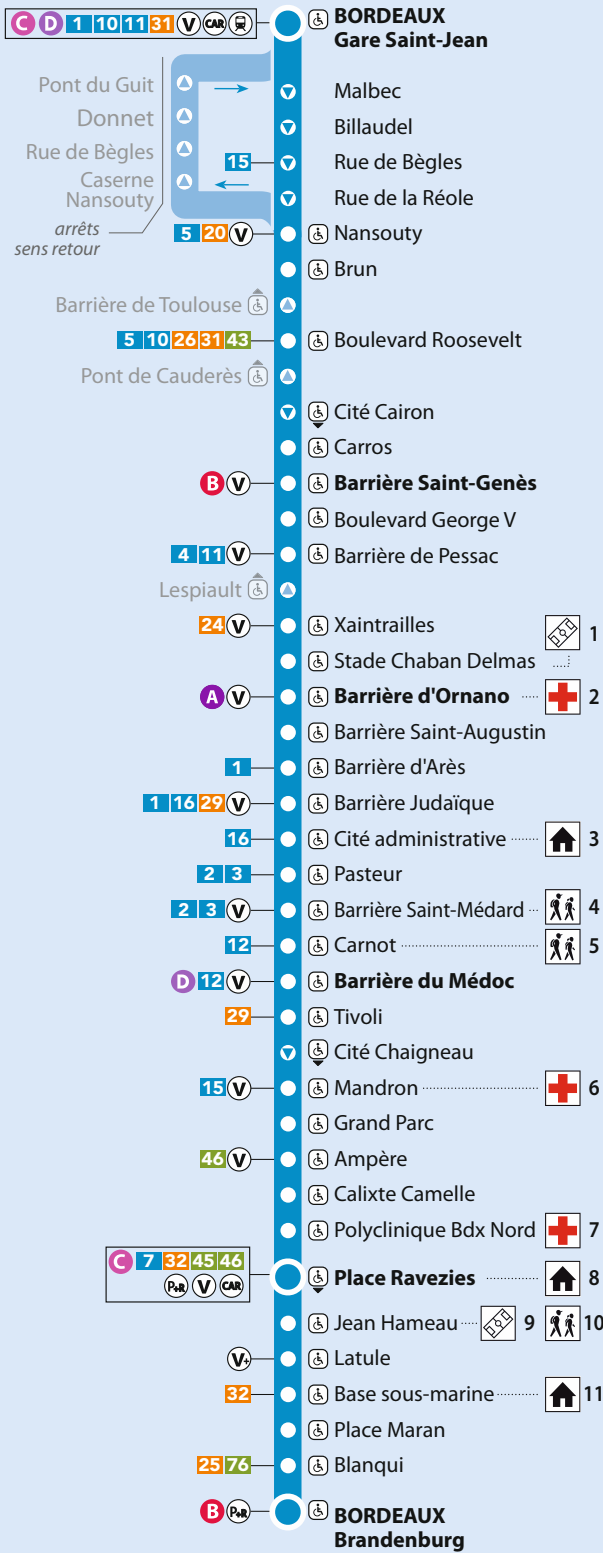 C D 1 10 11 31 V CAR BORDEAUX
Gare Saint-Jean
Pont du Guit
Malbec
Donnet
Billaudel
Rue de Bègles
15 Rue de Bègles
Caserne
Nansouty
Rue de la Réole
arrêts
sens retour
5 20 V Nansouty
Brun
Barrière de Toulouse
5 10 26 31 43 Boulevard Roosevelt
Pont de Cauderès
Cité Cairon
Carros
B V Barrière Saint-Genès
Boulevard George V
4 11 V Barrière de Pessac
Lespiault
24 V Xaintrailles 1
Stade Chaban Delmas
A V Barrière d'Ornano 2
Barrière Saint-Augustin
1 Barrière d'Arès
1 16 29 V Barrière Judaïque
16 Cité administrative 3
2 3 Pasteur
2 3 V Barrière Saint-Médard 4
12 Carnot 5
D 12 V Barrière du Médoc
29 Tivoli
Cité Chaigneau
15 V Mandron 6
Grand Parc
46 V Ampère
Calixte Camelle
Polyclinique Bdx Nord 7
C 7 32 45 46
P+R V CAR
Place Ravezies 8
Jean Hameau 9 10
V+ Latule
32 Base sous-marine 11
Place Maran
25 76 Blanqui
B P+R BORDEAUX
Brandenburg